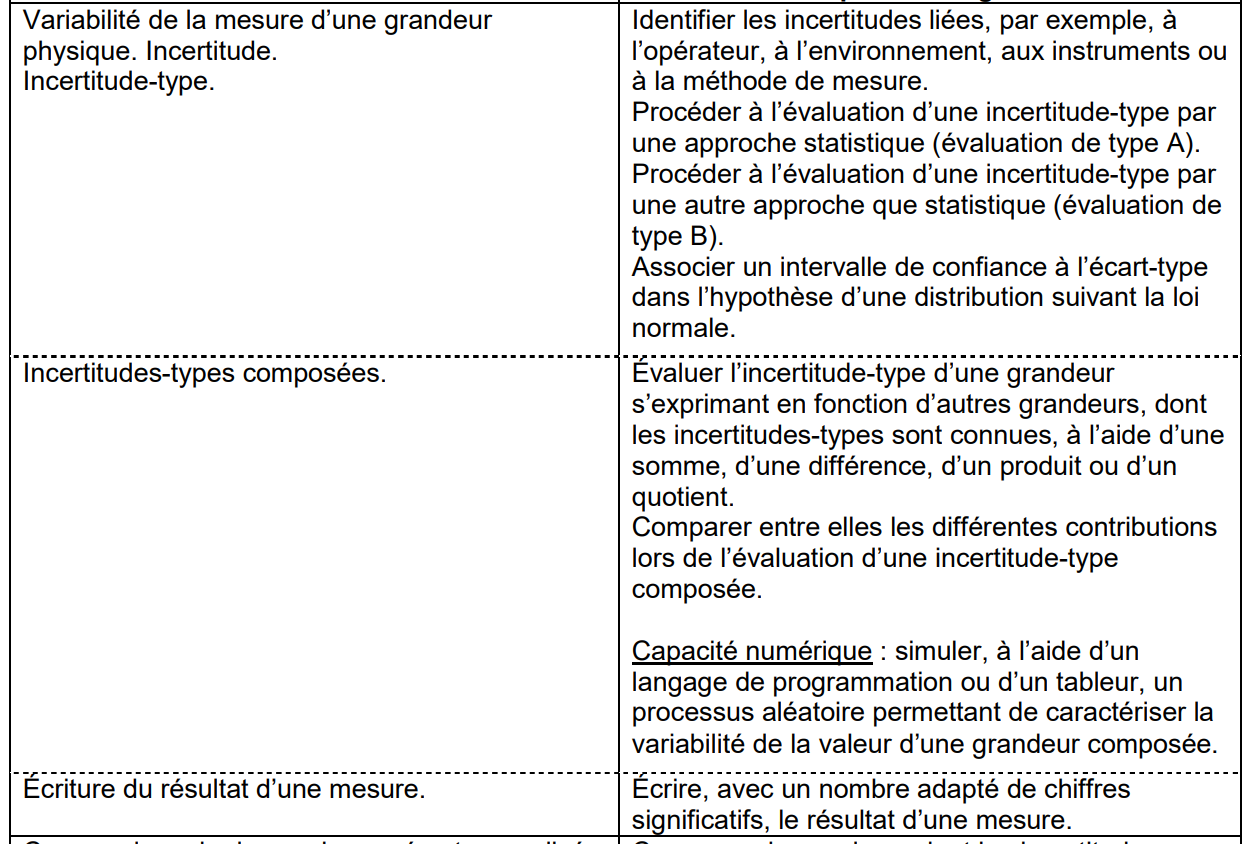 Variabilité de la mesure d’une grandeur
physique. Incertitude.
Incertitude-type.
Identifier les incertitudes liées, par exemple, à
l’opérateur, à l’environnement, aux instruments ou
à la méthode de mesure.
Procéder à l’évaluation d’une incertitude-type par
une approche statistique (évaluation de type A).
Procéder à l’évaluation d’une incertitude-type par
une autre approche que statistique (évaluation de
type B).
Associer un intervalle de confiance à l’écart-type
dans l’hypothèse d’une distribution suivant la loi
normale.
Incertitudes-types composées.
Évaluer l’incertitude-type d’une grandeur
s’exprimant en fonction d’autres grandeurs, dont
les incertitudes-types sont connues, à l’aide d’une
somme, d’une différence, d’un produit ou d’un
quotient.
Comparer entre elles les différentes contributions
lors de l’évaluation d’une incertitude-type
composée.
Capacité numérique : simuler, à l’aide d’un
langage de programmation ou d’un tableur, un
processus aléatoire permettant de caractériser la
variabilité de la valeur d’une grandeur composée.
Écriture du résultat d’une mesure.
Écrire, avec un nombre adapté de chiffres
significatifs, le résultat d’une mesure.